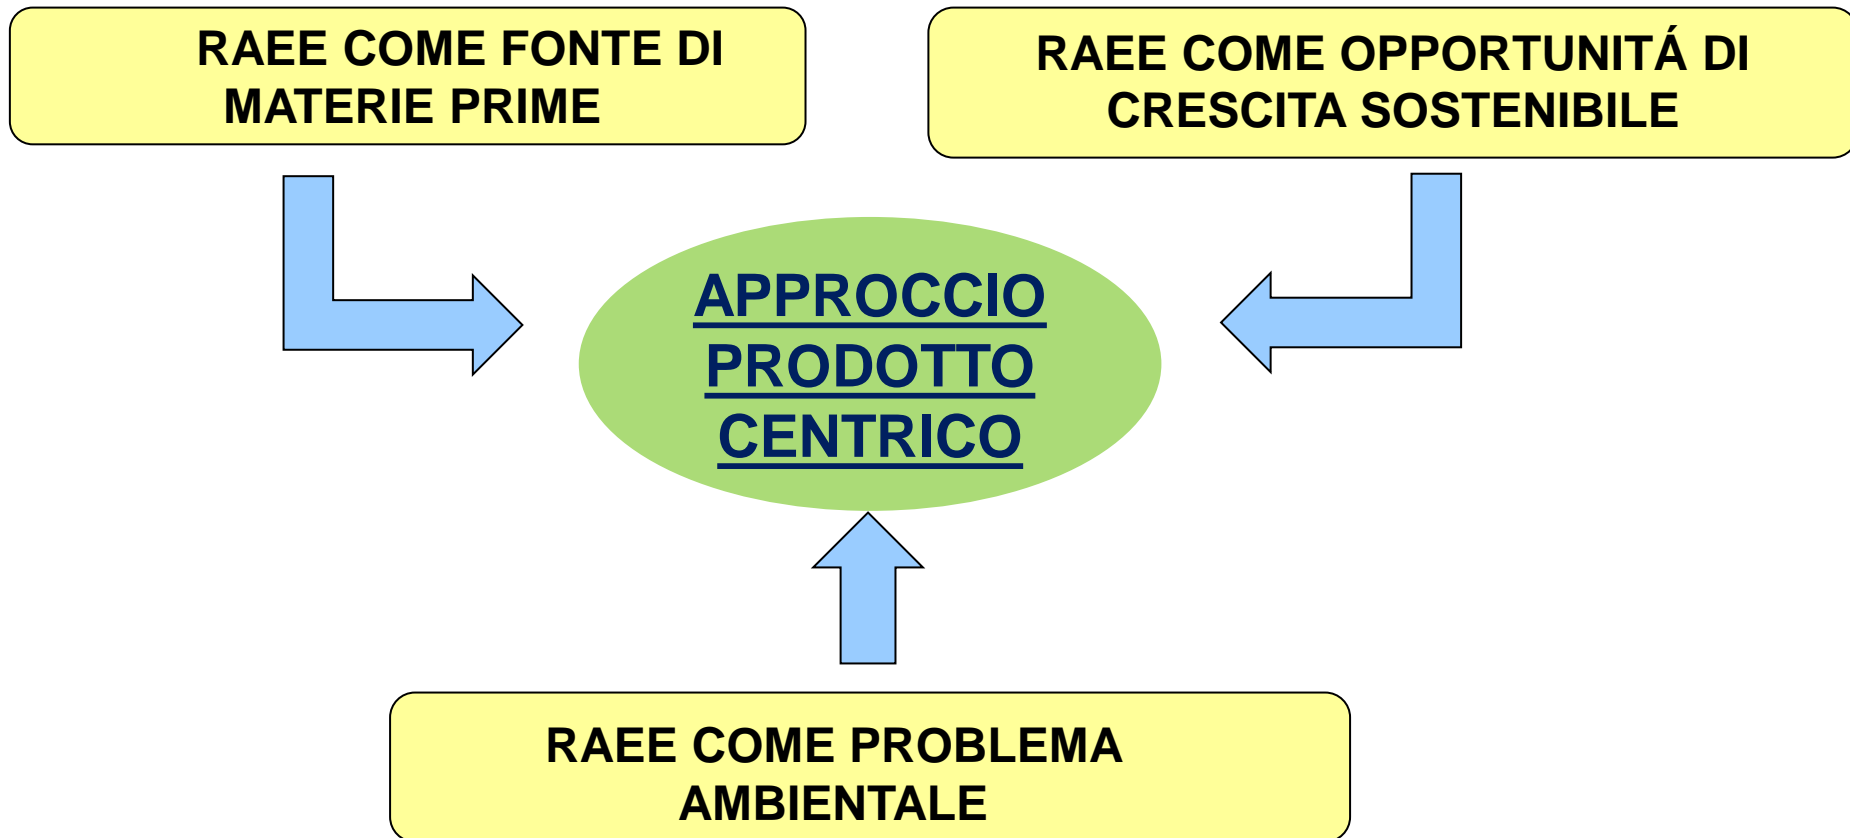 RAEE COME FONTE DI
MATERIE PRIME
RAEE COME OPPORTUNITÁ DI
CRESCITA SOSTENIBILE
APPROCCIO
PRODOTTO
CENTRICO
RAEE COME PROBLEMA
AMBIENTALE